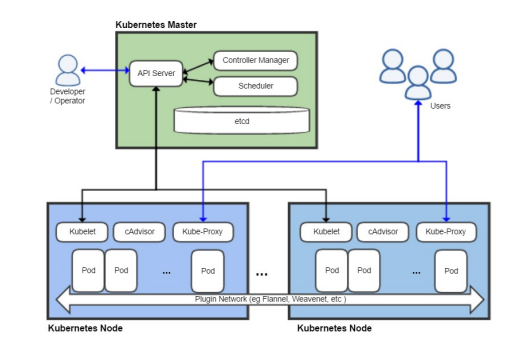 Kubernetes Master
API Server
Controller Manager
Scheduler
etcd
Developer
/ Operator
Users
Kubelet
cAdvisor
Kube-Proxy
Pod
Pod
...
Pod
Kubernetes Node
...
Kubelet
cAdvisor
Kube-Proxy
Pod
Pod
...
Pod
Plugin Network (eg Flannel, Weavenet, etc )
Kubernetes Node